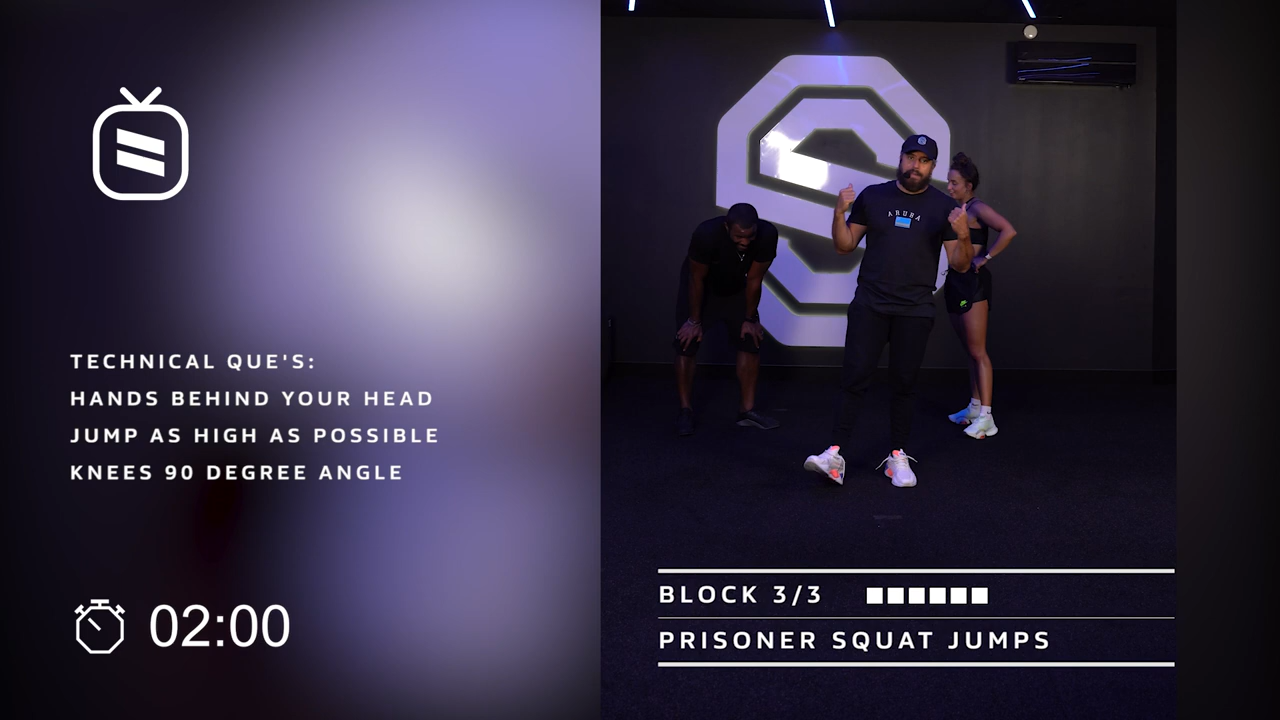 TECHNICAL QUE'S:
HANDS BEHIND YOUR HEAD
JUMP AS HIGH AS POSSIBLE
KNEES 90 DEGREE ANGLE
02:00
ARUBA
BLOCK 3/3
PRISONER SQUAT JUMPS